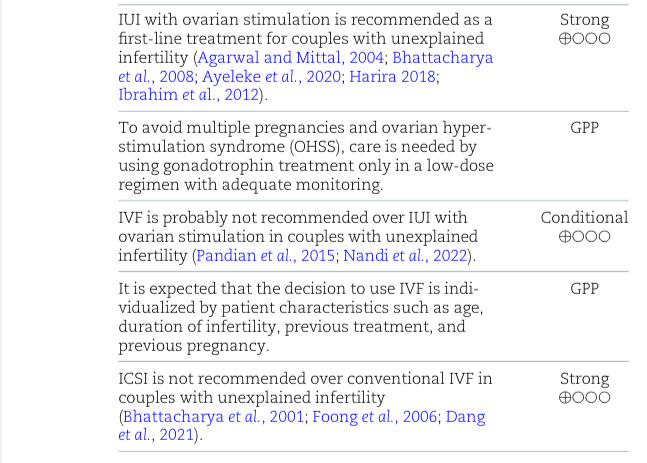 IUI with ovarian stimulation is recommended as a Strong
first-line treatment for couples with unexplained ⊕○○○
infertility (Agarwal and Mittal, 2004; Bhattacharya
et al., 2008; Ayeleke et al., 2020; Harira 2018;
Ibrahim et al., 2012).
To avoid multiple pregnancies and ovarian hyper- GPP
stimulation syndrome (OHSS), care is needed by
using gonadotrophin treatment only in a low-dose
regimen with adequate monitoring.
IVF is probably not recommended over IUI with Conditional
ovarian stimulation in couples with unexplained ⊕○○○
infertility (Pandian et al., 2015; Nandi et al., 2022).
It is expected that the decision to use IVF is indi- GPP
vidualized by patient characteristics such as age,
duration of infertility, previous treatment, and
previous pregnancy.
ICSI is not recommended over conventional IVF in Strong
couples with unexplained infertility ⊕○○○
(Bhattacharya et al., 2001; Foong et al., 2006; Dang
et al., 2021).